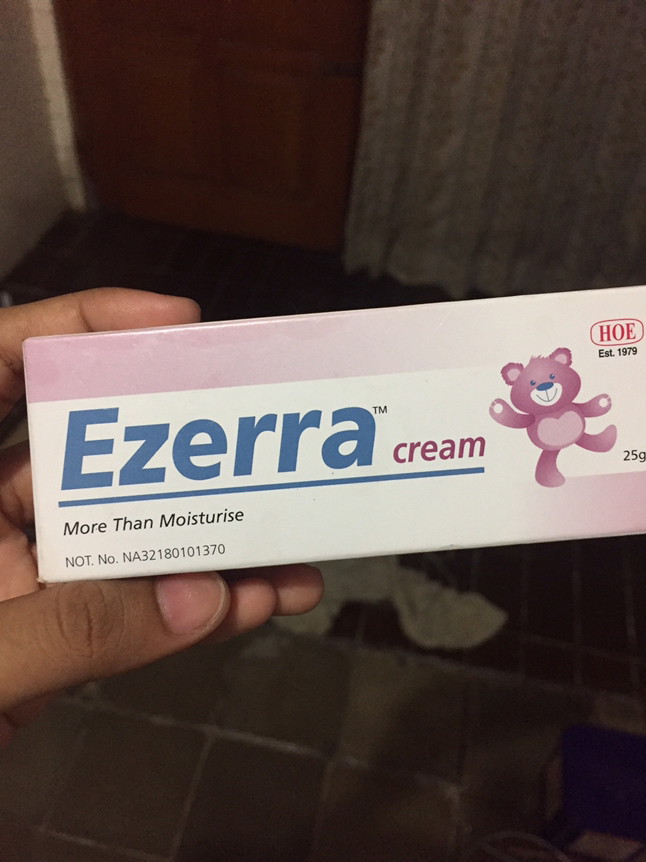 HOE
Est. 1979
Ezerra™ cream
25g
More Than Moisturise
NOT. No. NA32180101370